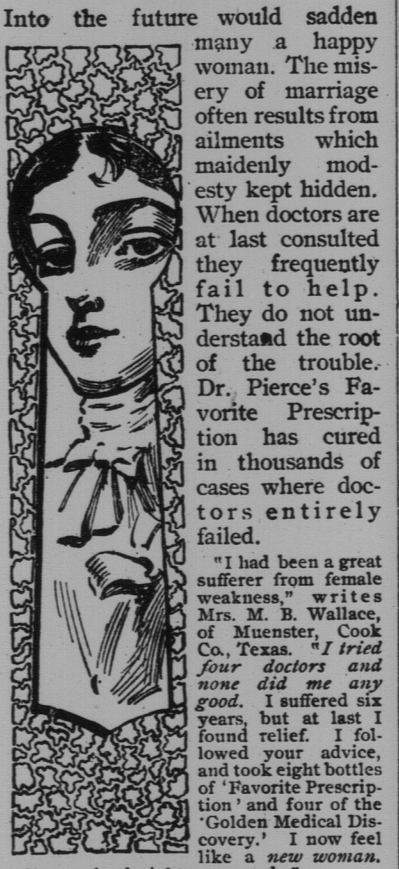 Into the future would sadden
many a happy
woman. The mis-
ery of marriage
often results from
ailments which
maidenly mod-
esty kept hidden.
When doctors are
at last consulted
they frequently
fail to help.
They do not un-
derstand the root
of the trouble.
Dr. Pierce's Fa-
vorite Prescrip-
tion has cured
in thousands of
cases where doc-
tors entirely
failed.
"I had been a great
sufferer from female
weakness," writes
Mrs. M. B. Wallace,
of Muenster, Cook
Co., Texas. "I tried
four doctors and
none did me any
good. I suffered six
years, but at last I
found relief. I fol-
lowed your advice,
and took eight bottles
of 'Favorite Prescrip-
tion' and four of the
'Golden Medical Dis-
covery.' I now feel
like a new woman.